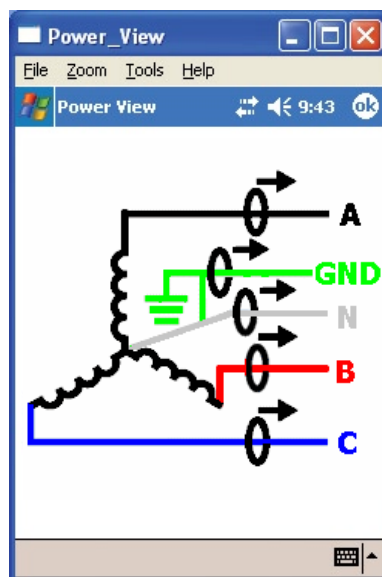 Power_View
File Zoom Tools Help
Power View 9:43 ok
A
GND
N
B
C